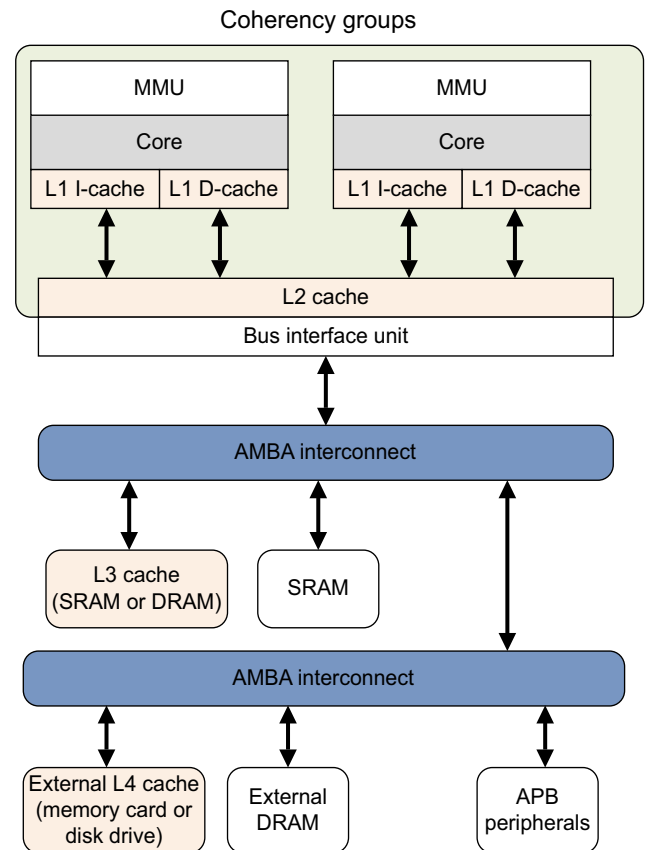 Coherency groups
MMU
MMU
Core
Core
L1 I-cache
L1 D-cache
L1 I-cache
L1 D-cache
L2 cache
Bus interface unit
AMBA interconnect
L3 cache
(SRAM or DRAM)
SRAM
AMBA interconnect
External L4 cache
(memory card or
disk drive)
External
DRAM
APB
peripherals